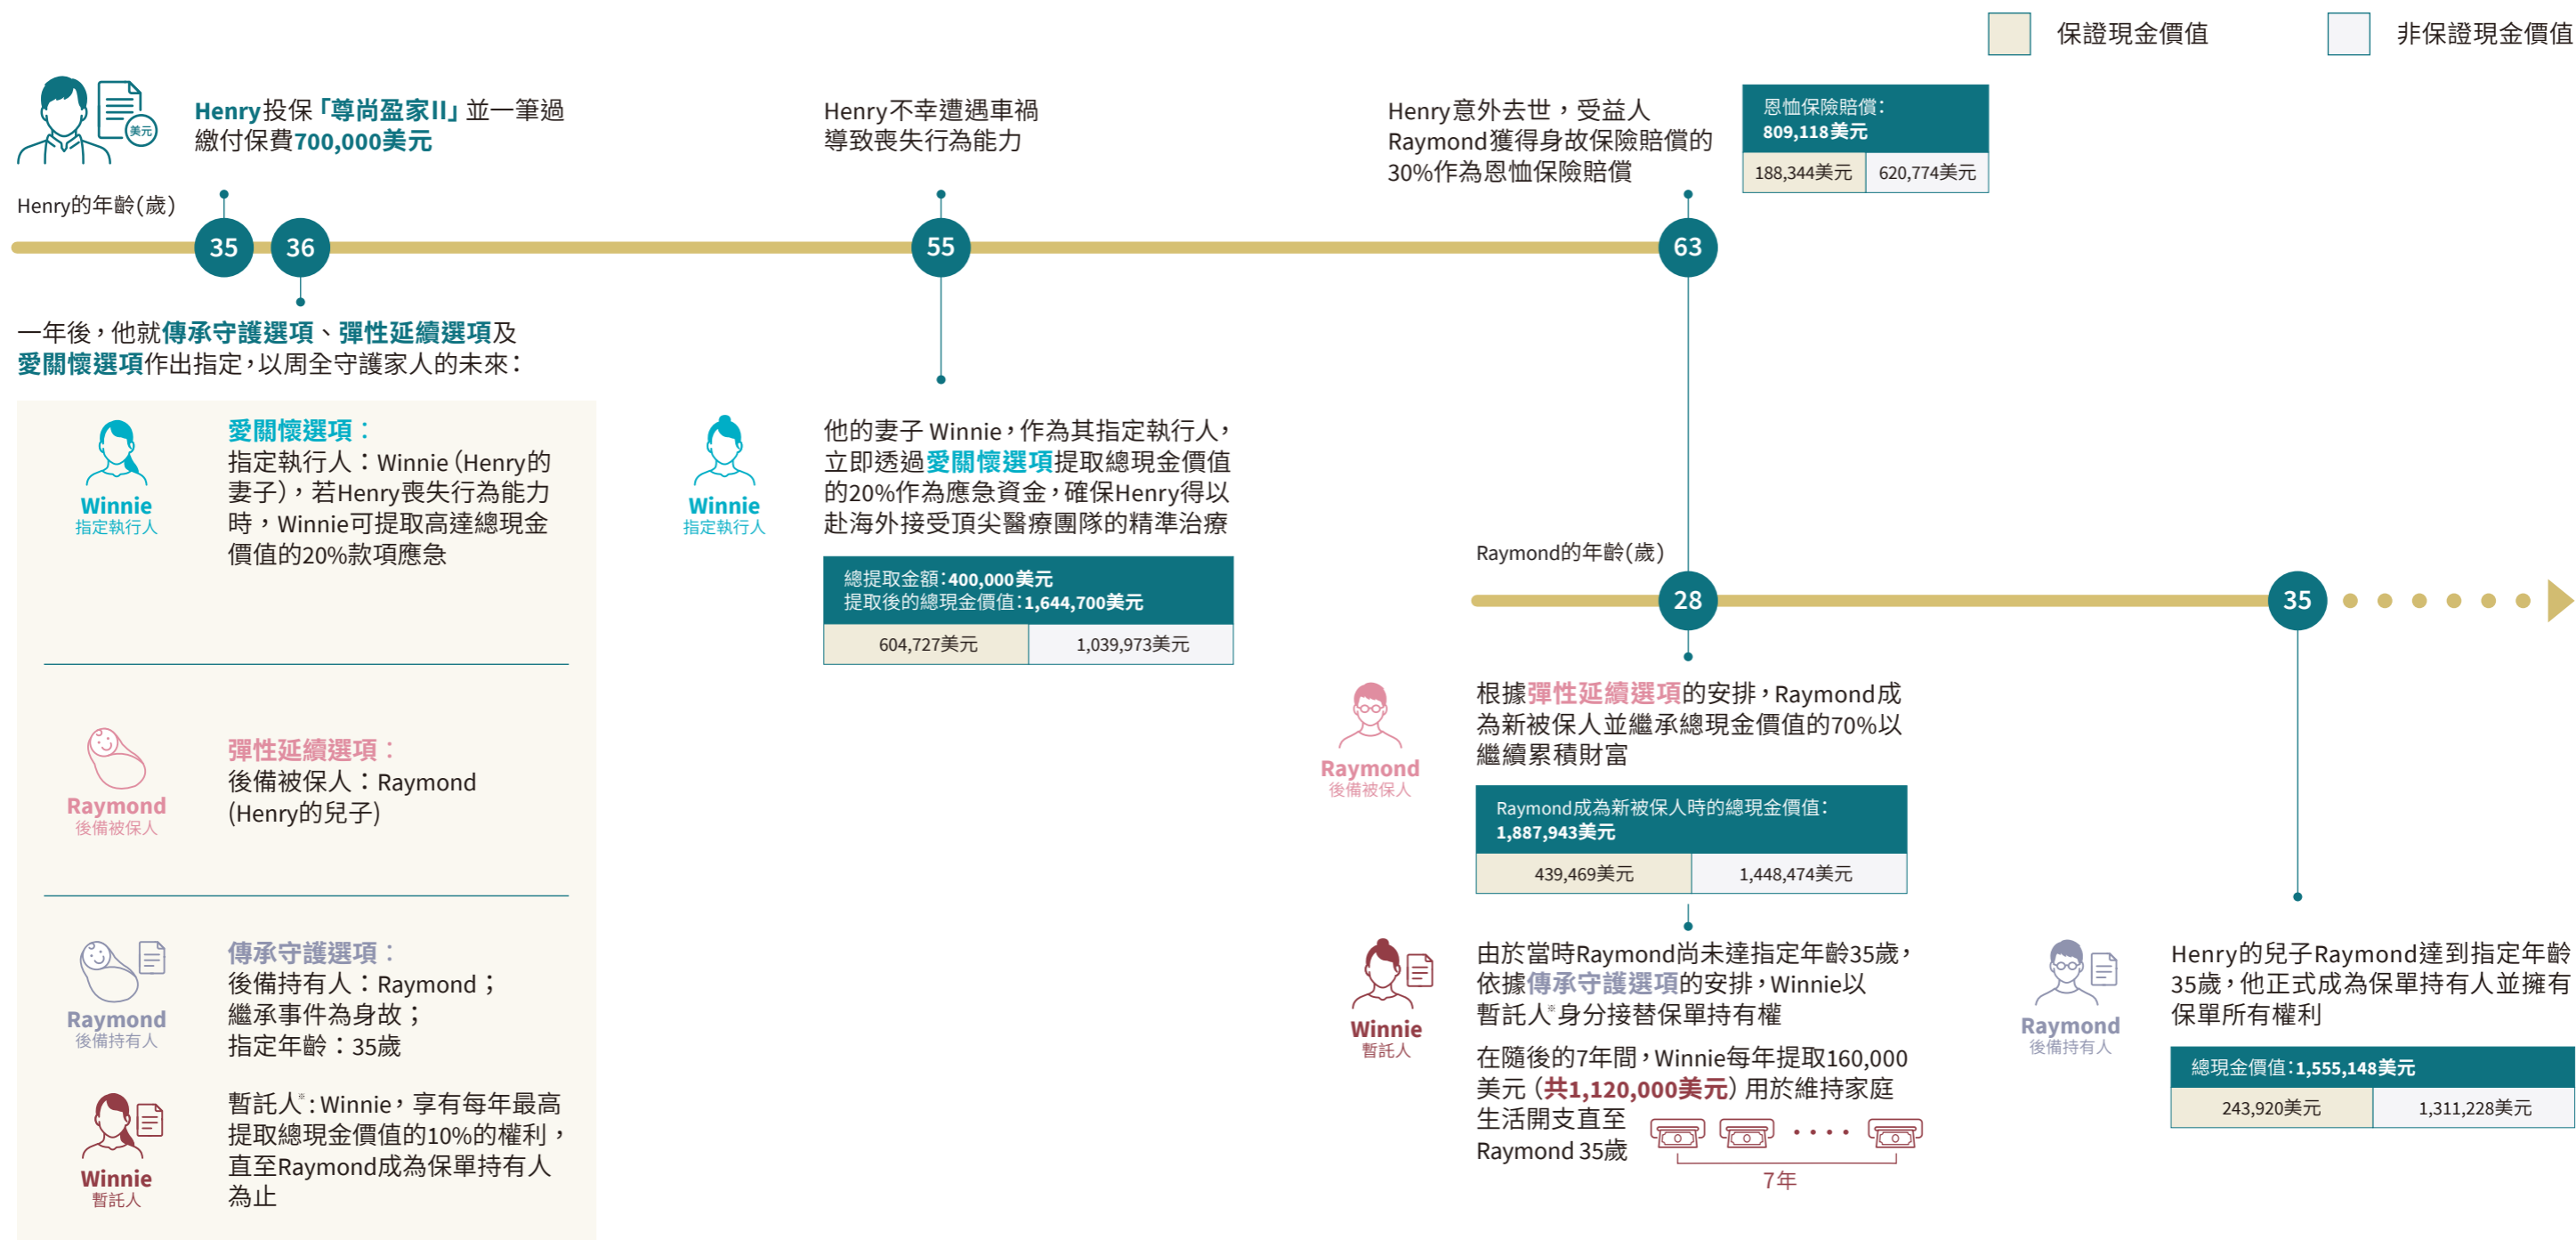 保證現金價值
非保證現金價值
美元
Henry投保「尊尚盈家II」並一筆過
繳付保費700,000美元
Henry不幸遭遇車禍
導致喪失行為能力
Henry意外去世，受益人
Raymond獲得身故保險賠償的
30%作為恩恤保險賠償
恩恤保險賠償：
809,118美元
188,344美元
620,774美元
Henry的年齡(歲)
35
36
55
63
一年後，他就傳承守護選項、彈性延續選項及
愛關懷選項作出指定，以周全守護家人的未來：
Winnie
指定執行人
愛關懷選項：
指定執行人：Winnie（Henry的
妻子），若Henry喪失行為能力
時，Winnie可提取高達總現金
價值的20%款項應急
Raymond
後備被保人
彈性延續選項：
後備被保人：Raymond
(Henry的兒子)
Raymond
後備持有人
傳承守護選項：
後備持有人：Raymond；
繼承事件為身故；
指定年齡：35歲
Winnie
暫託人
暫託人※：Winnie，享有每年最高
提取總現金價值的10%的權利，
直至Raymond成為保單持有人
為止
Winnie
指定執行人
他的妻子 Winnie，作為其指定執行人，
立即透過愛關懷選項提取總現金價值
的20%作為應急資金，確保Henry得以
赴海外接受頂尖醫療團隊的精準治療
總提取金額：400,000美元
提取後的總現金價值：1,644,700美元
604,727美元
1,039,973美元
Raymond的年齡(歲)
28
35
Raymond
後備被保人
根據彈性延續選項的安排，Raymond成
為新被保人並繼承總現金價值的70%以
繼續累積財富
Raymond成為新被保人時的總現金價值：
1,887,943美元
439,469美元
1,448,474美元
Winnie
暫託人
由於當時Raymond尚未達指定年齡35歲，
依據傳承守護選項的安排，Winnie以
暫託人※身分接替保單持有權
在隨後的7年間，Winnie每年提取160,000
美元（共1,120,000美元）用於維持家庭
生活開支直至
Raymond 35歲
7年
Raymond
後備持有人
Henry的兒子Raymond達到指定年齡
35歲，他正式成為保單持有人並擁有
保單所有權利
總現金價值：1,555,148美元
243,920美元
1,311,228美元